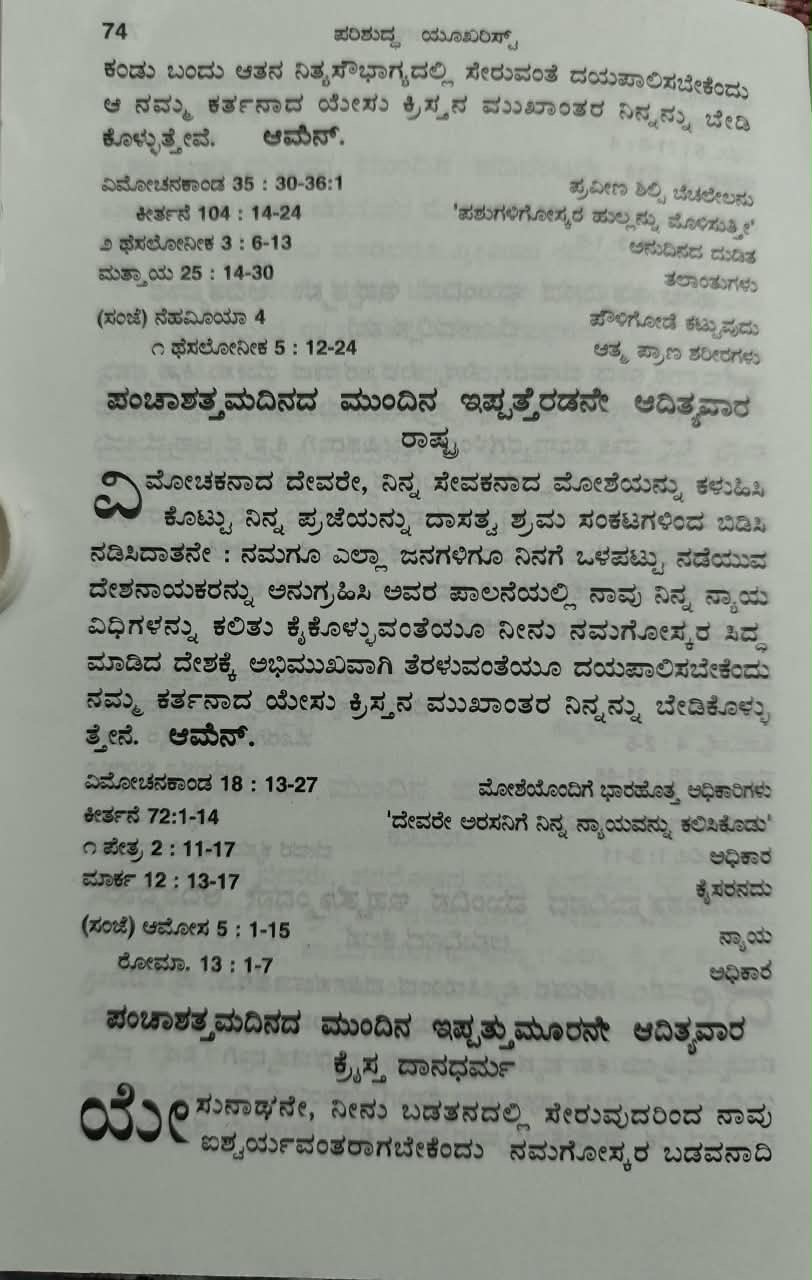 74 ಪರಿಶುದ್ಧ ಯೂಖರಿಸ್ಟ್
ಕಂಡು ಬಂದು ಆತನ ನಿತ್ಯಸೌಭಾಗ್ಯದಲ್ಲಿ ಸೇರುವಂತೆ ದಯಪಾಲಿಸಬೇಕೆಂದು
ಆ ನಮ್ಮ ಕರ್ತನಾದ ಯೇಸು ಕ್ರಿಸ್ತನ ಮುಖಾಂತರ ನಿನ್ನನ್ನು ಬೇಡಿ
ಕೊಳ್ಳುತ್ತೇವೆ. ಆಮೆನ್.
ವಿಮೋಚನಕಾಂಡ 35 : 30-36:1 ಪ್ರವೀಣ ಶಿಲ್ಪಿ ಬೆಚಲೇಲನು
ಕೀರ್ತನೆ 104 : 14-24 'ಪಶುಗಳಿಗೋಸ್ಕರ ಹುಲ್ಲನ್ನು ಮೊಳಿಸುತ್ತೀ'
೨ ಥೆಸಲೋನೀಕ 3 : 6-13 ಅನುದಿನದ ದುಡಿತ
ಮತ್ತಾಯ 25 : 14-30 ತಲಾಂತುಗಳು
(ಸಂಜೆ) ನೆಹಮಿಯಾ 4 ಪೌಳಿಗೋಡೆ ಕಟ್ಟುವುದು
೧ ಥೆಸಲೋನೀಕ 5 : 12-24 ಆತ್ಮ ಪ್ರಾಣ ಶರೀರಗಳು
ಪಂಚಾಶತ್ತಮದಿನದ ಮುಂದಿನ ಇಪ್ಪತ್ತೆರಡನೇ ಆದಿತ್ಯವಾರ
ರಾಷ್ಟ್ರ
ವಿಮೋಚಕನಾದ ದೇವರೇ, ನಿನ್ನ ಸೇವಕನಾದ ಮೋಶೆಯನ್ನು ಕಳುಹಿಸಿ
ಕೊಟ್ಟು ನಿನ್ನ ಪ್ರಜೆಯನ್ನು ದಾಸತ್ವ ಶ್ರಮ ಸಂಕಟಗಳಿಂದ ಬಿಡಿಸಿ
ನಡಿಸಿದಾತನೇ : ನಮಗೂ ಎಲ್ಲಾ ಜನಗಳಿಗೂ ನಿನಗೆ ಒಳಪಟ್ಟು ನಡೆಯುವ
ದೇಶನಾಯಕರನ್ನು ಅನುಗ್ರಹಿಸಿ ಅವರ ಪಾಲನೆಯಲ್ಲಿ ನಾವು ನಿನ್ನ ನ್ಯಾಯ
ವಿಧಿಗಳನ್ನು ಕಲಿತು ಕೈಕೊಳ್ಳುವಂತೆಯೂ ನೀನು ನಮಗೋಸ್ಕರ ಸಿದ್ಧ
ಮಾಡಿದ ದೇಶಕ್ಕೆ ಅಭಿಮುಖವಾಗಿ ತೆರಳುವಂತೆಯೂ ದಯಪಾಲಿಸಬೇಕೆಂದು
ನಮ್ಮ ಕರ್ತನಾದ ಯೇಸು ಕ್ರಿಸ್ತನ ಮುಖಾಂತರ ನಿನ್ನನ್ನು ಬೇಡಿಕೊಳ್ಳು
ತ್ತೇನೆ. ಆಮೆನ್.
ವಿಮೋಚನಕಾಂಡ 18 : 13-27 ಮೋಶೆಯೊಂದಿಗೆ ಭಾರಹೊತ್ತ ಅಧಿಕಾರಿಗಳು
ಕೀರ್ತನೆ 72:1-14 'ದೇವರೇ ಅರಸನಿಗೆ ನಿನ್ನ ನ್ಯಾಯವನ್ನು ಕಲಿಸಿಕೊಡು'
೧ ಪೇತ್ರ 2 : 11-17 ಅಧಿಕಾರ
ಮಾರ್ಕ 12 : 13-17 ಕೈಸರನದು
(ಸಂಜೆ) ಆಮೋಸ 5 : 1-15 ನ್ಯಾಯ
ರೋಮಾ. 13 : 1-7 ಅಧಿಕಾರ
ಪಂಚಾಶತ್ತಮದಿನದ ಮುಂದಿನ ಇಪ್ಪತ್ತುಮೂರನೇ ಆದಿತ್ಯವಾರ
ಕ್ರೈಸ್ತ ದಾನಧರ್ಮ
ಯೇಸುನಾಥನೇ, ನೀನು ಬಡತನದಲ್ಲಿ ಸೇರುವುದರಿಂದ ನಾವು
ಐಶ್ವರ್ಯವಂತರಾಗಬೇಕೆಂದು ನಮಗೋಸ್ಕರ ಬಡವನಾದಿ